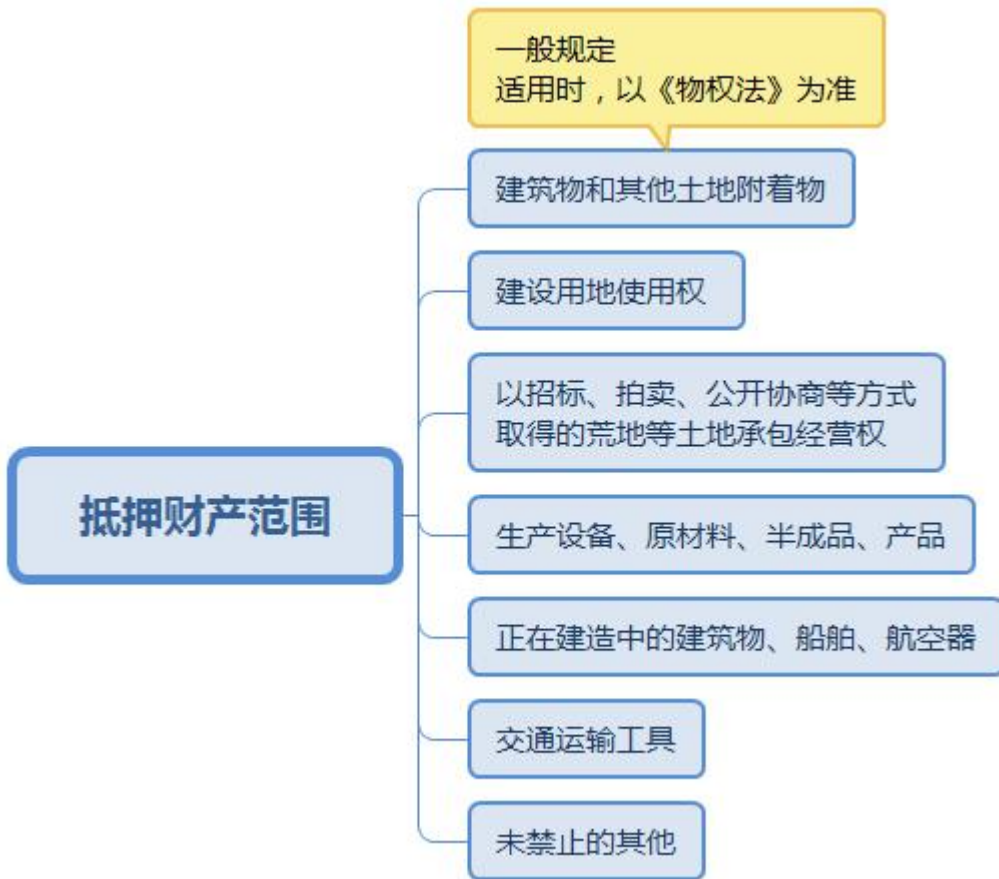 一般规定
适用时，以《物权法》为准
建筑物和其他土地附着物
建设用地使用权
以招标、拍卖、公开协商等方式
取得的荒地等土地承包经营权
抵押财产范围
生产设备、原材料、半成品、产品
正在建造中的建筑物、船舶、航空器
交通运输工具
未禁止的其他